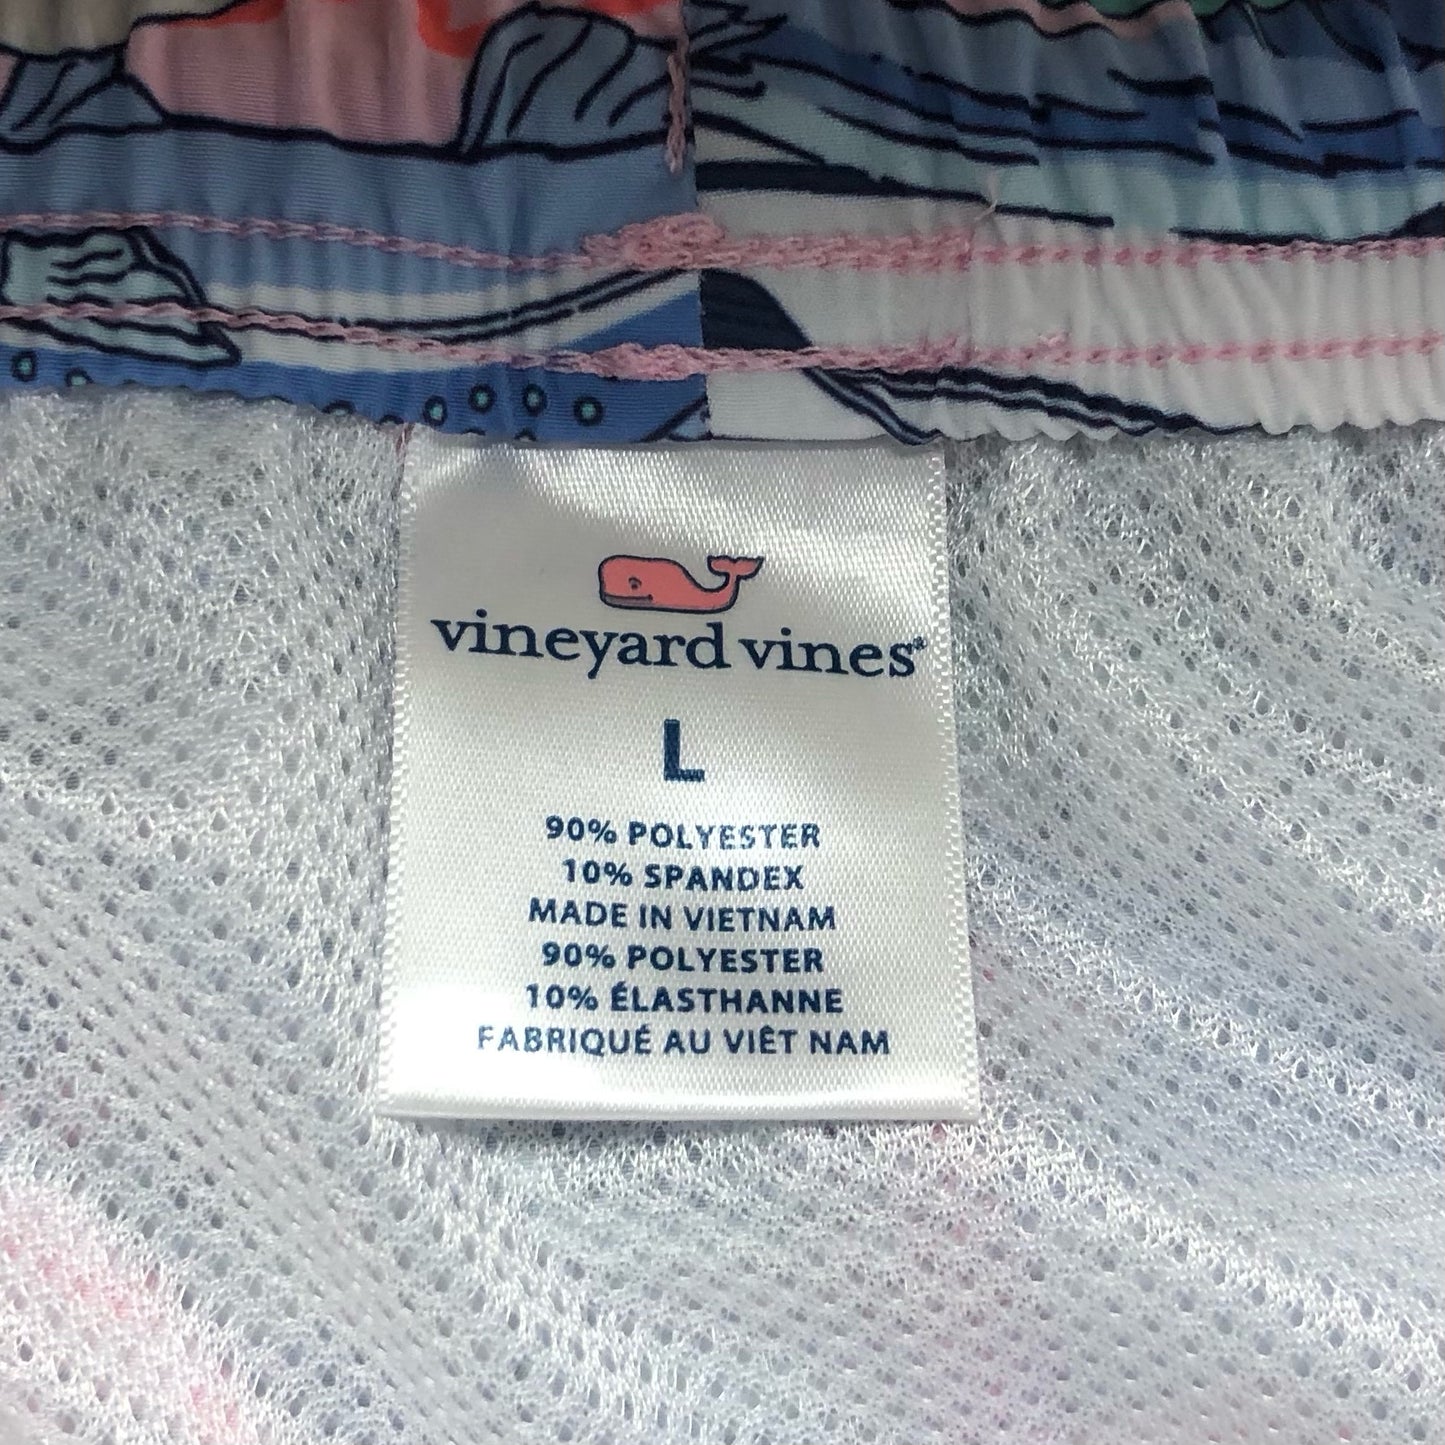 vineyard vines®
L
90% POLYESTER
10% SPANDEX
MADE IN VIETNAM
90% POLYESTER
10% ÉLASTHANNE
FABRIQUÉ AU VIÊT NAM